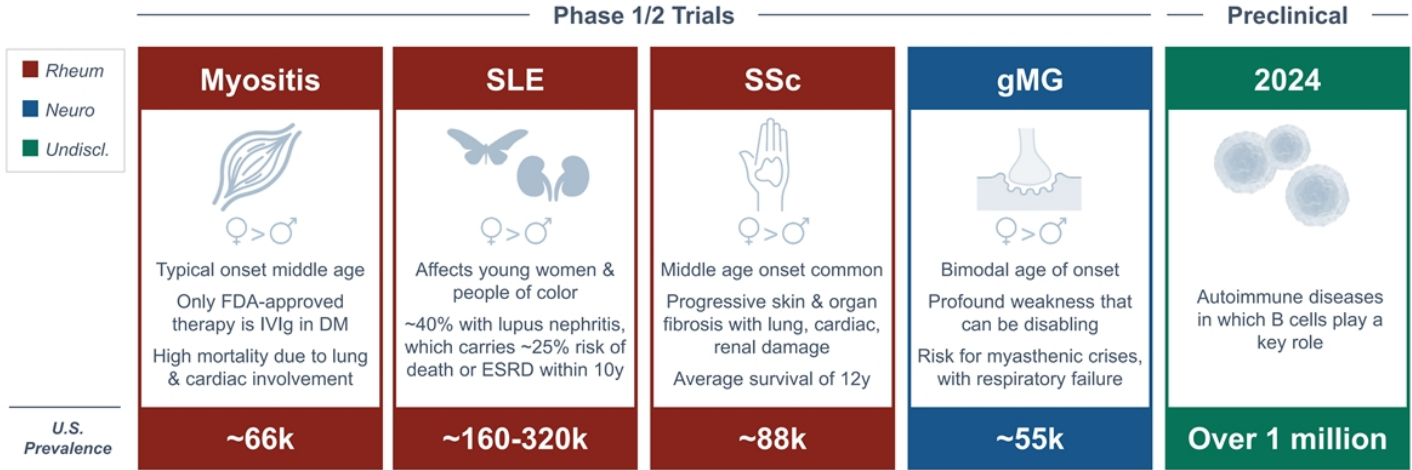 Phase 1/2 Trials
Preclinical
Rheum
Neuro
Undiscl.
Myositis
♀>♂
Typical onset middle age
Only FDA-approved
therapy is IVIg in DM
High mortality due to lung
& cardiac involvement
SLE
♀>♂
Affects young women &
people of color
~40% with lupus nephritis,
which carries ~25% risk of
death or ESRD within 10y
SSc
♀>♂
Middle age onset common
Progressive skin & organ
fibrosis with lung, cardiac,
renal damage
Average survival of 12y
gMG
♀>♂
Bimodal age of onset
Profound weakness that
can be disabling
Risk for myasthenic crises,
with respiratory failure
2024
Autoimmune diseases
in which B cells play a
key role
U.S.
Prevalence
~66k
~160-320k
~88k
~55k
Over 1 million